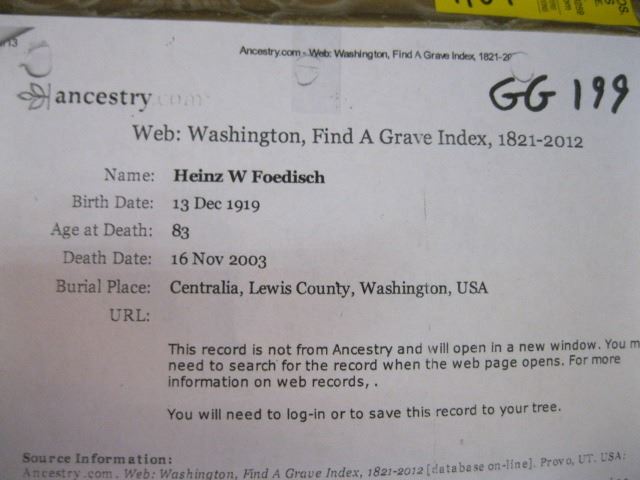 /13
Ancestry.com - Web: Washington, Find A Grave Index, 1821-20
ancestry.com
GG 199
Web: Washington, Find A Grave Index, 1821-2012
Name: Heinz W Foedisch
Birth Date: 13 Dec 1919
Age at Death: 83
Death Date: 16 Nov 2003
Burial Place: Centralia, Lewis County, Washington, USA
URL:
This record is not from Ancestry and will open in a new window. You m
need to search for the record when the web page opens. For more
information on web records, .
You will need to log-in or to save this record to your tree.
Source Information:
Ancestry.com. Web: Washington, Find A Grave Index, 1821-2012 [database on-line]. Provo, UT. USA: